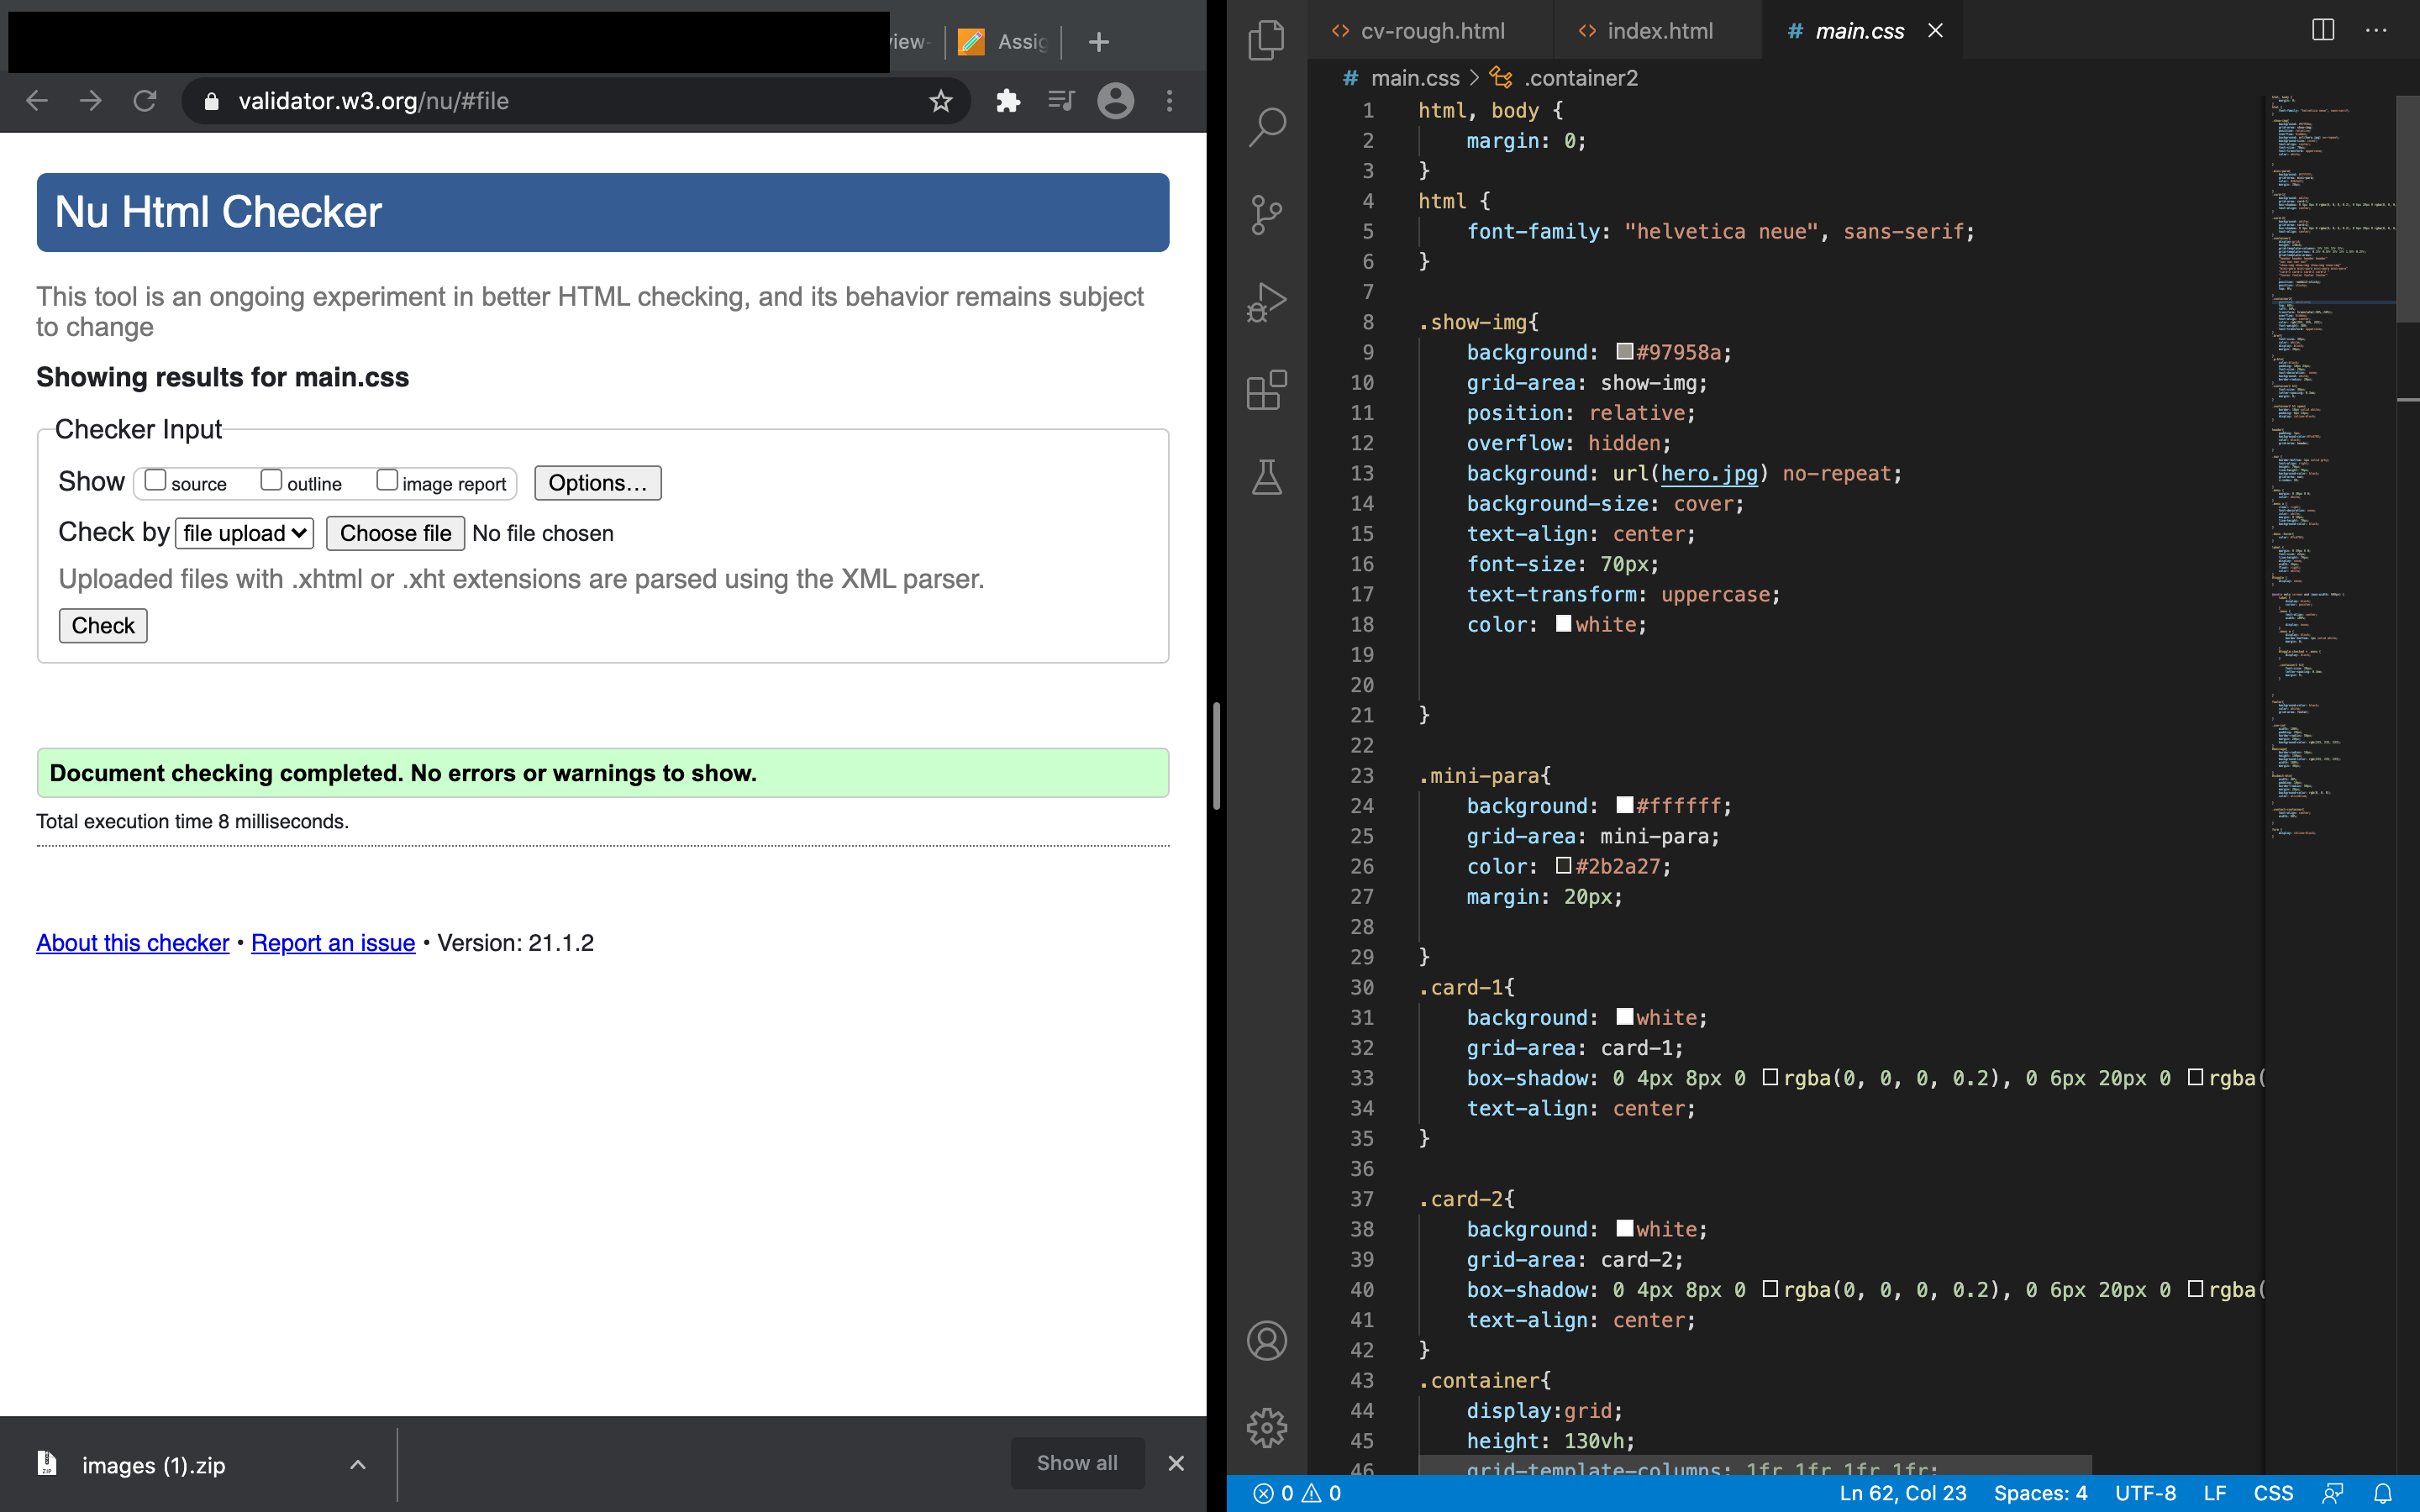 Assig
validator.w3.org/nu/#file
Nu Html Checker
This tool is an ongoing experiment in better HTML checking, and its behavior remains subject
to change
Showing results for main.css
Checker Input
Show source outline image report Options...
Check by file upload Choose file No file chosen
Uploaded files with .xhtml or .xht extensions are parsed using the XML parser.
Check
Document checking completed. No errors or warnings to show.
Total execution time 8 milliseconds.
About this checker • Report an issue • Version: 21.1.2
images (1).zip
Show all
cv-rough.html index.html # main.css
# main.css > .container2
1 html, body {
2 margin: 0;
3 }
4 html {
5 font-family: "helvetica neue", sans-serif;
6 }
7
8 .show-img{
9 background: #97958a;
10 grid-area: show-img;
11 position: relative;
12 overflow: hidden;
13 background: url(hero.jpg) no-repeat;
14 background-size: cover;
15 text-align: center;
16 font-size: 70px;
17 text-transform: uppercase;
18 color: white;
19
20
21 }
22
23 .mini-para{
24 background: #ffffff;
25 grid-area: mini-para;
26 color: #2b2a27;
27 margin: 20px;
28
29 }
30 .card-1{
31 background: white;
32 grid-area: card-1;
33 box-shadow: 0 4px 8px 0 rgba(0, 0, 0, 0.2), 0 6px 20px 0 rgba(
34 text-align: center;
35 }
36
37 .card-2{
38 background: white;
39 grid-area: card-2;
40 box-shadow: 0 4px 8px 0 rgba(0, 0, 0, 0.2), 0 6px 20px 0 rgba(
41 text-align: center;
42 }
43 .container{
44 display:grid;
45 height: 130vh;
46 grid-template-columns: 1fr 1fr 1fr 1fr;
0 0 Ln 62, Col 23 Spaces: 4 UTF-8 LF CSS